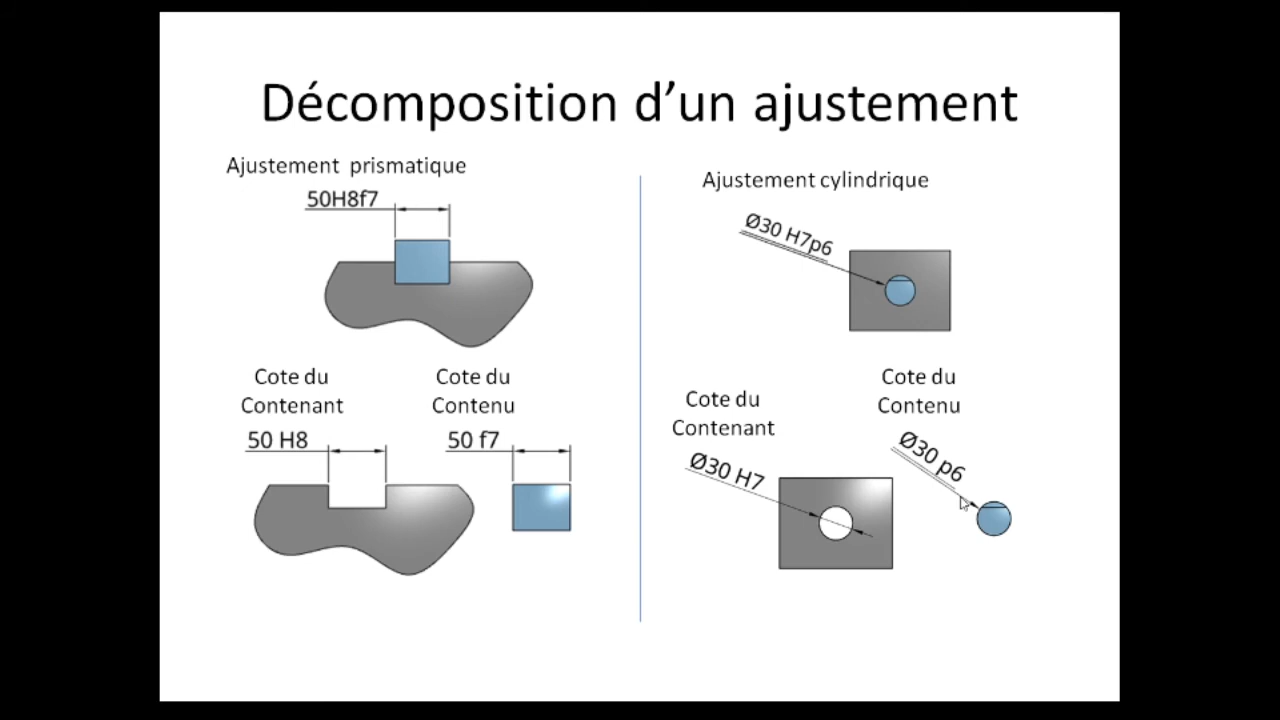 Décomposition d'un ajustement
Ajustement prismatique
50H8f7
Cote du
Contenant
Cote du
Contenu
50 H8
50 f7
Ajustement cylindrique
Ø30 H7p6
Cote du
Contenant
Cote du
Contenu
Ø30 H7
Ø30 p6